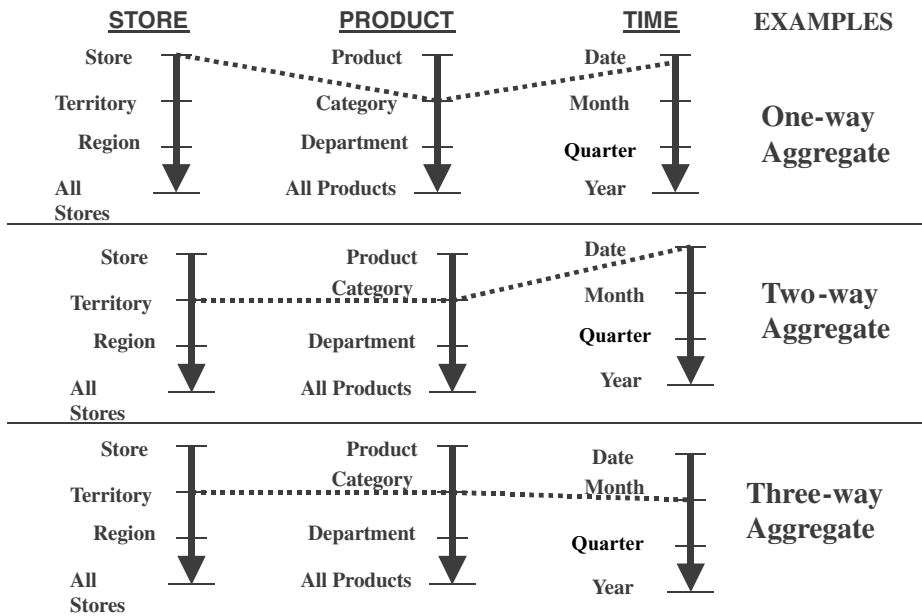 STORE PRODUCT TIME EXAMPLES
Store Product Date
Territory Category Month
One-way
Aggregate
Region Department Quarter
All
Stores
All Products Year
Store Product Date
Category
Territory Month
Two-way
Aggregate
Region Department Quarter
All
Stores
All Products Year
Store Product Date
Category Month
Territory
Three-way
Aggregate
Region Department Quarter
All
Stores
All Products Year